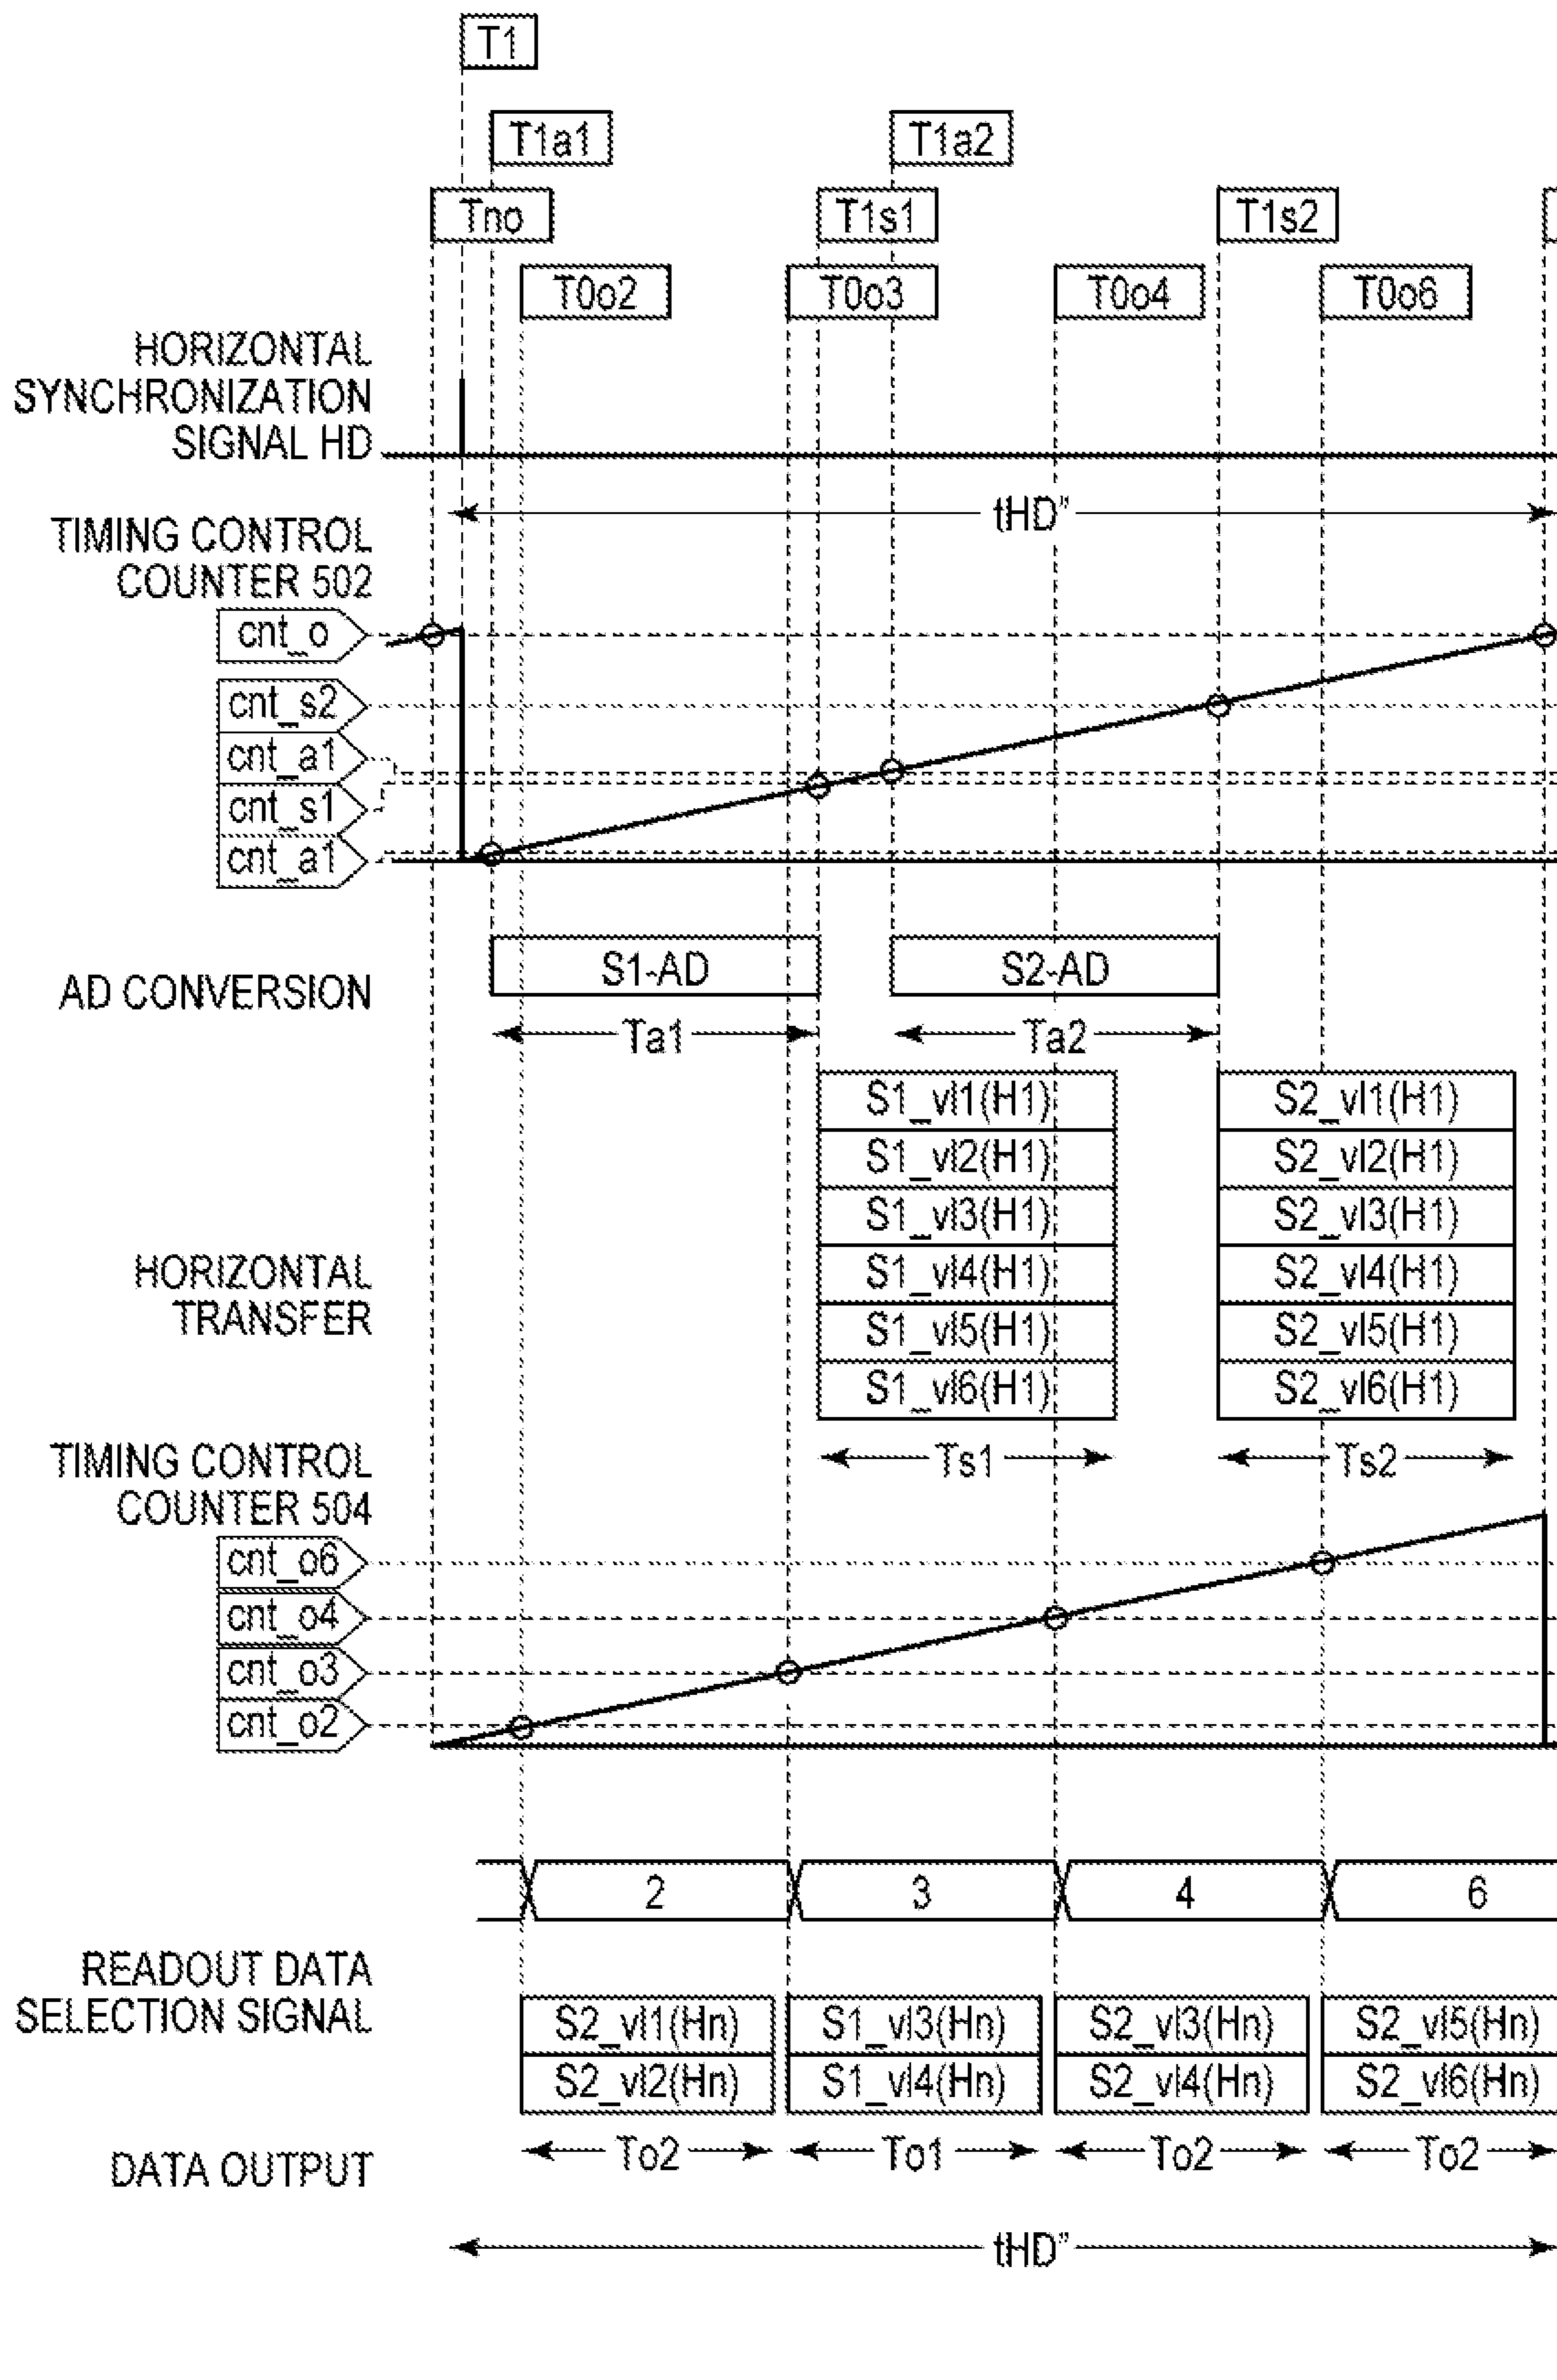 T1
T1a1
T1a2
Tno
T1s1
T1s2
T0o2
T0o3
T0o4
T0o6
HORIZONTAL
SYNCHRONIZATION
SIGNAL HD
tHD”
TIMING CONTROL
COUNTER 502
cnt_o
cnt_s2
cnt_a1
cnt_s1
cnt_a1
S1-AD
S2-AD
AD CONVERSION
Ta1
Ta2
S1_vl1(H1)
S2_vl1(H1)
S1_vl2(H1)
S2_vl2(H1)
S1_vl3(H1)
S2_vl3(H1)
HORIZONTAL
TRANSFER
S1_vl4(H1)
S2_vl4(H1)
S1_vl5(H1)
S2_vl5(H1)
S1_vl6(H1)
S2_vl6(H1)
Ts1
Ts2
TIMING CONTROL
COUNTER 504
cnt_o6
cnt_o4
cnt_o3
cnt_o2
2
3
4
6
READOUT DATA
SELECTION SIGNAL
S2_vl1(Hn)
S1_vl3(Hn)
S2_vl3(Hn)
S2_vl5(Hn)
S2_vl2(Hn)
S1_vl4(Hn)
S2_vl4(Hn)
S2_vl6(Hn)
DATA OUTPUT
To2
To1
To2
To2
tHD”